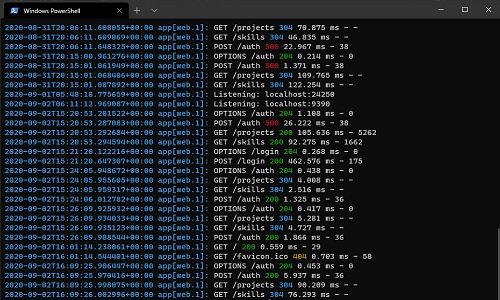 Windows PowerShell
2020-08-31T20:06:11.608055+00:00 app[web.1]: GET /projects 304 70.875 ms - -
2020-08-31T20:06:11.609069+00:00 app[web.1]: GET /skills 304 46.835 ms - -
2020-08-31T20:06:11.648325+00:00 app[web.1]: POST /auth 500 22.967 ms - 38
2020-08-31T20:15:00.961276+00:00 app[web.1]: OPTIONS /auth 204 0.214 ms - 0
2020-08-31T20:15:01.061949+00:00 app[web.1]: POST /auth 500 1.371 ms - 38
2020-08-31T20:15:01.068406+00:00 app[web.1]: GET /projects 304 109.765 ms - -
2020-08-31T20:15:01.087892+00:00 app[web.1]: GET /skills 304 122.254 ms - -
2020-09-01T05:48:18.775659+00:00 app[web.1]: Listening: localhost:24250
2020-09-02T06:11:12.969087+00:00 app[web.1]: Listening: localhost:9390
2020-09-02T15:20:53.201522+00:00 app[web.1]: OPTIONS /auth 204 1.108 ms - 0
2020-09-02T15:20:53.287083+00:00 app[web.1]: POST /auth 500 26.222 ms - 38
2020-09-02T15:20:53.292684+00:00 app[web.1]: GET /projects 200 105.636 ms - 5262
2020-09-02T15:20:53.294594+00:00 app[web.1]: GET /skills 200 92.275 ms - 1662
2020-09-02T15:21:20.122216+00:00 app[web.1]: OPTIONS /login 204 0.268 ms - 0
2020-09-02T15:21:20.647307+00:00 app[web.1]: POST /login 200 462.576 ms - 175
2020-09-02T15:24:05.948672+00:00 app[web.1]: OPTIONS /auth 204 0.438 ms - 0
2020-09-02T15:24:05.955605+00:00 app[web.1]: GET /projects 304 4.008 ms - -
2020-09-02T15:24:05.959317+00:00 app[web.1]: GET /skills 304 2.516 ms - -
2020-09-02T15:24:06.012782+00:00 app[web.1]: POST /auth 200 1.325 ms - 36
2020-09-02T15:26:09.925932+00:00 app[web.1]: OPTIONS /auth 204 0.417 ms - 0
2020-09-02T15:26:09.934033+00:00 app[web.1]: GET /projects 304 5.281 ms - -
2020-09-02T15:26:09.935123+00:00 app[web.1]: GET /skills 304 4.727 ms - -
2020-09-02T15:26:09.988544+00:00 app[web.1]: POST /auth 200 1.866 ms - 36
2020-09-02T16:01:14.238061+00:00 app[web.1]: GET / 200 0.559 ms - 29
2020-09-02T16:01:14.544401+00:00 app[web.1]: GET /favicon.ico 404 0.703 ms - 58
2020-09-02T16:09:25.906447+00:00 app[web.1]: OPTIONS /auth 204 0.453 ms - 0
2020-09-02T16:09:25.970416+00:00 app[web.1]: POST /auth 200 5.937 ms - 36
2020-09-02T16:09:25.998075+00:00 app[web.1]: GET /projects 304 90.209 ms - -
2020-09-02T16:09:26.002996+00:00 app[web.1]: GET /skills 304 76.293 ms - -